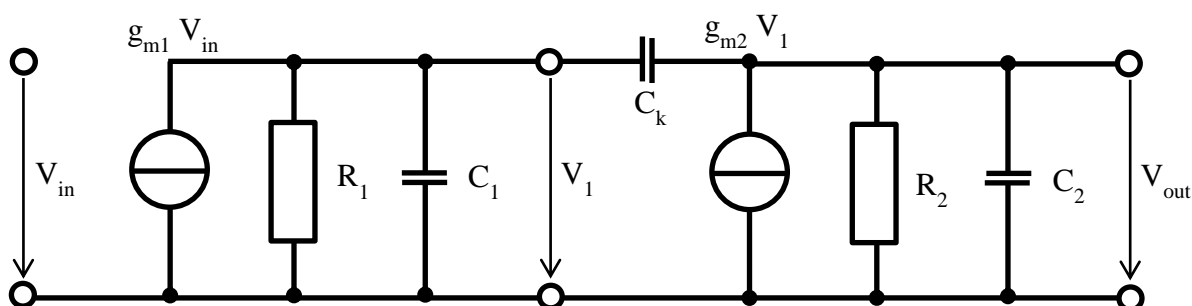 g_m1 V_in
g_m2 V_1
C_k
V_in
R_1
C_1
V_1
R_2
C_2
V_out